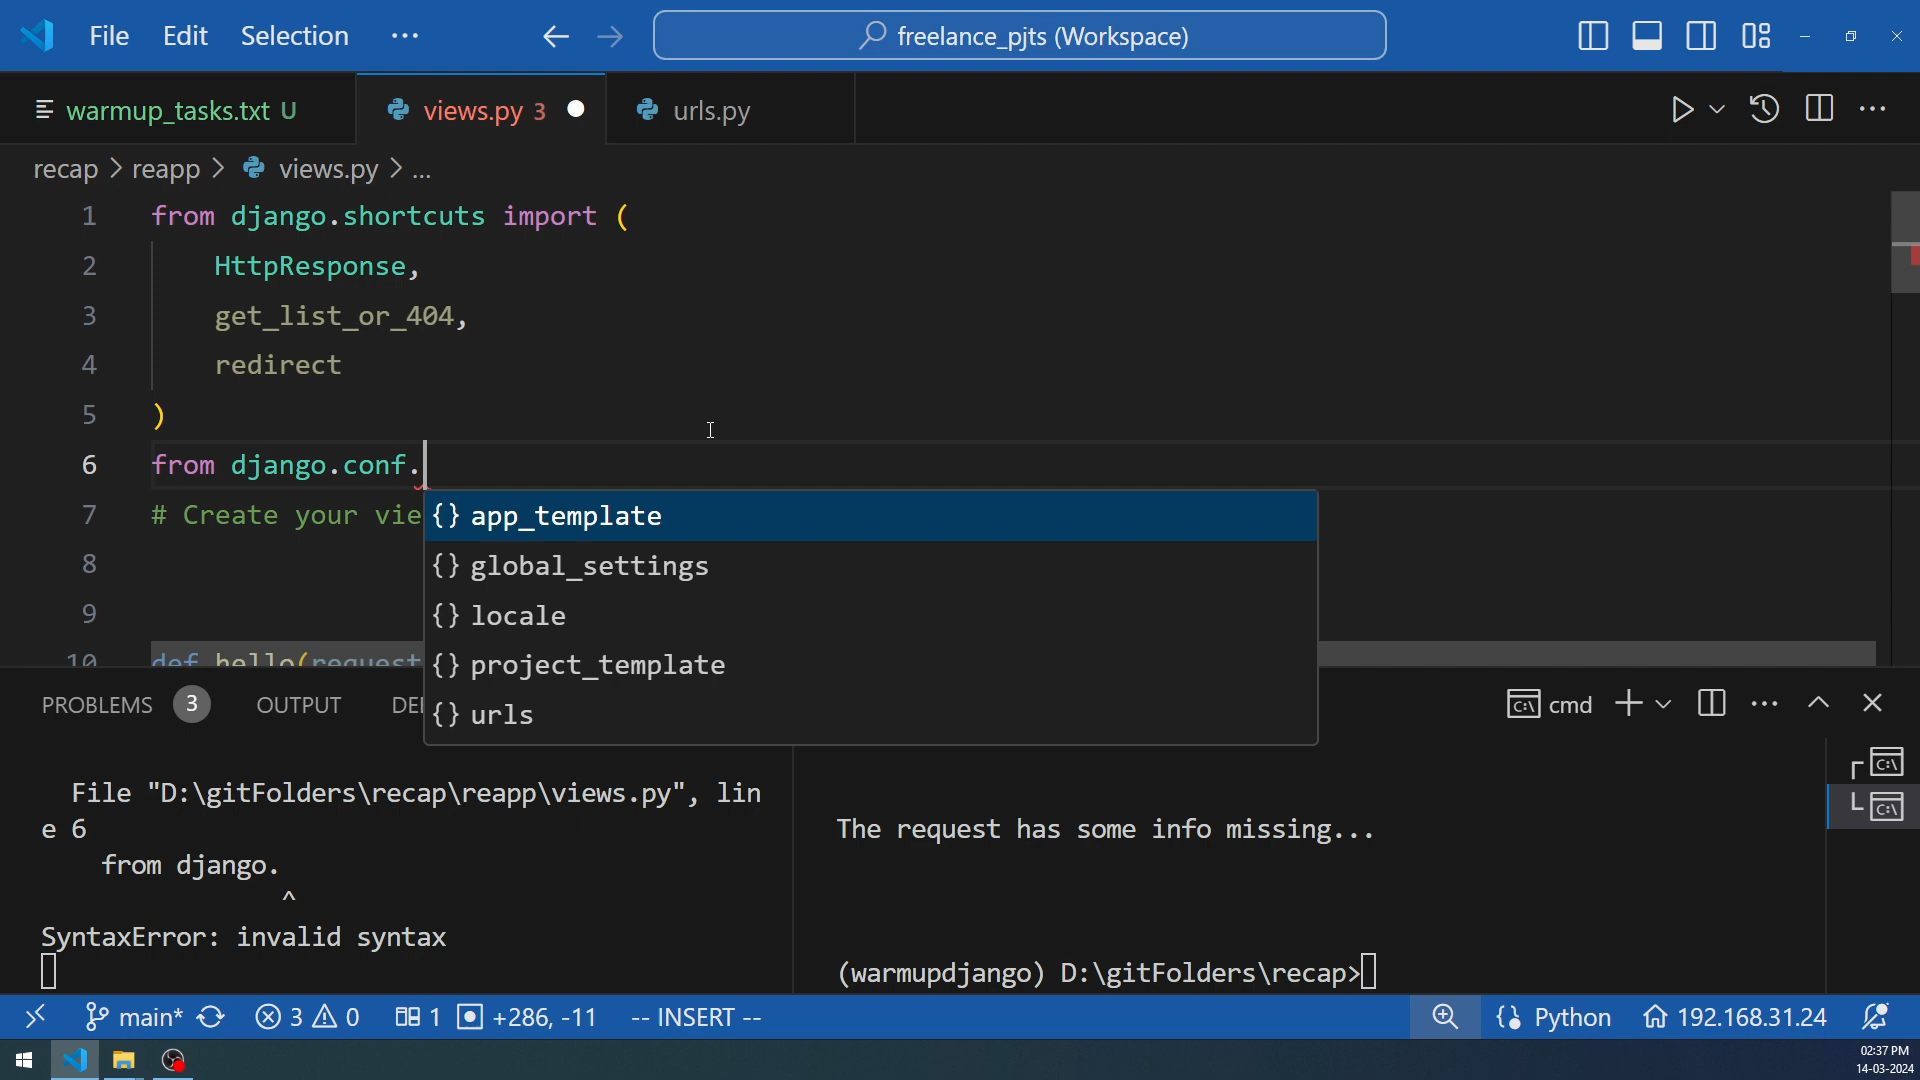 File Edit Selection ··· freelance_pjts (Workspace)
warmup_tasks.txt U views.py 3 urls.py
recap > reapp > views.py > ...
1 from django.shortcuts import (
2 HttpResponse,
3 get_list_or_404,
4 redirect
5 )
6 from django.conf.
7 # Create your vie
8
9
10 def hello(request
{} app_template
{} global_settings
{} locale
{} project_template
{} urls
PROBLEMS 3 OUTPUT DE cmd
File "D:\gitFolders\recap\reapp\views.py", lin
e 6
from django.
^
SyntaxError: invalid syntax
The request has some info missing...
(warmupdjango) D:\gitFolders\recap>
main* 3 0 1 +286, -11 -- INSERT -- Python 192.168.31.24
02:37 PM
14-03-2024